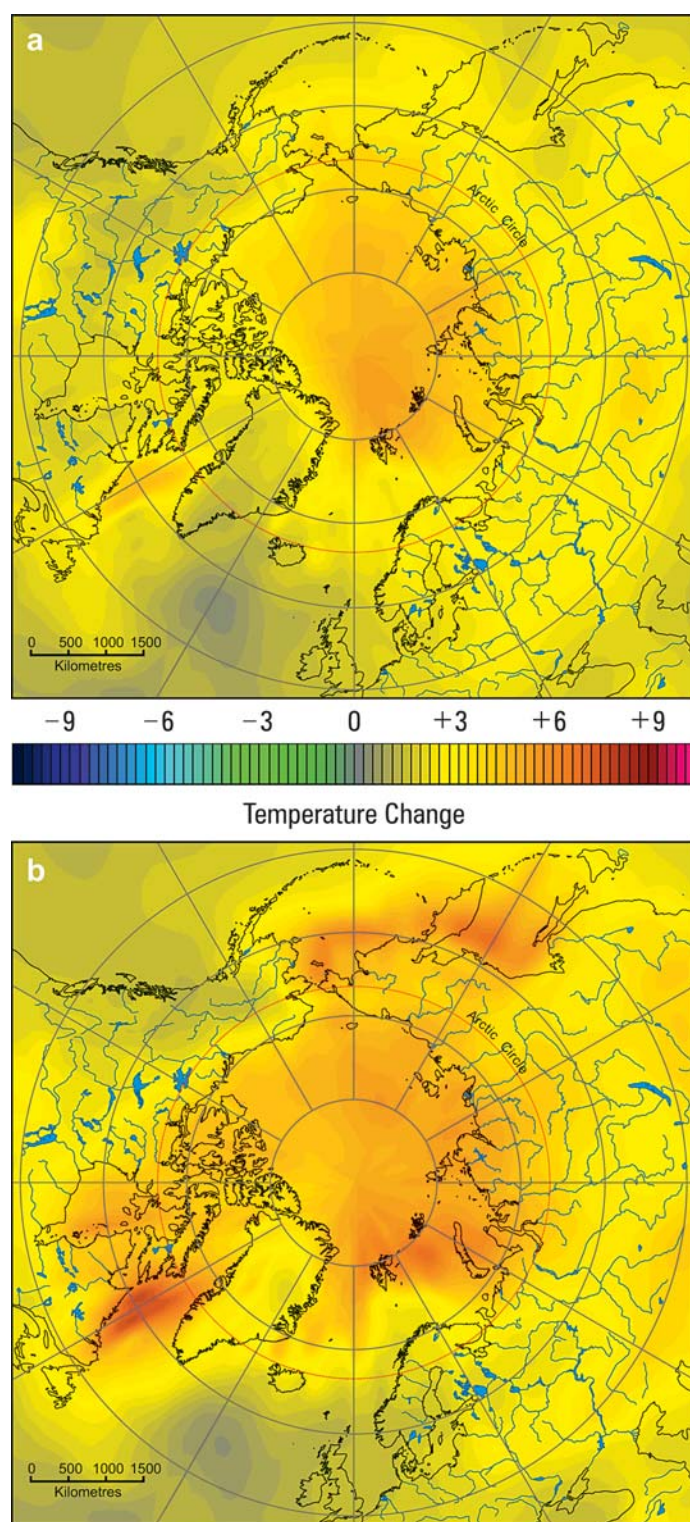 a
Arctic Circle
0 500 1000 1500
Kilometres
−9 −6 −3 0 +3 +6 +9
Temperature Change
b
Arctic Circle
0 500 1000 1500
Kilometres